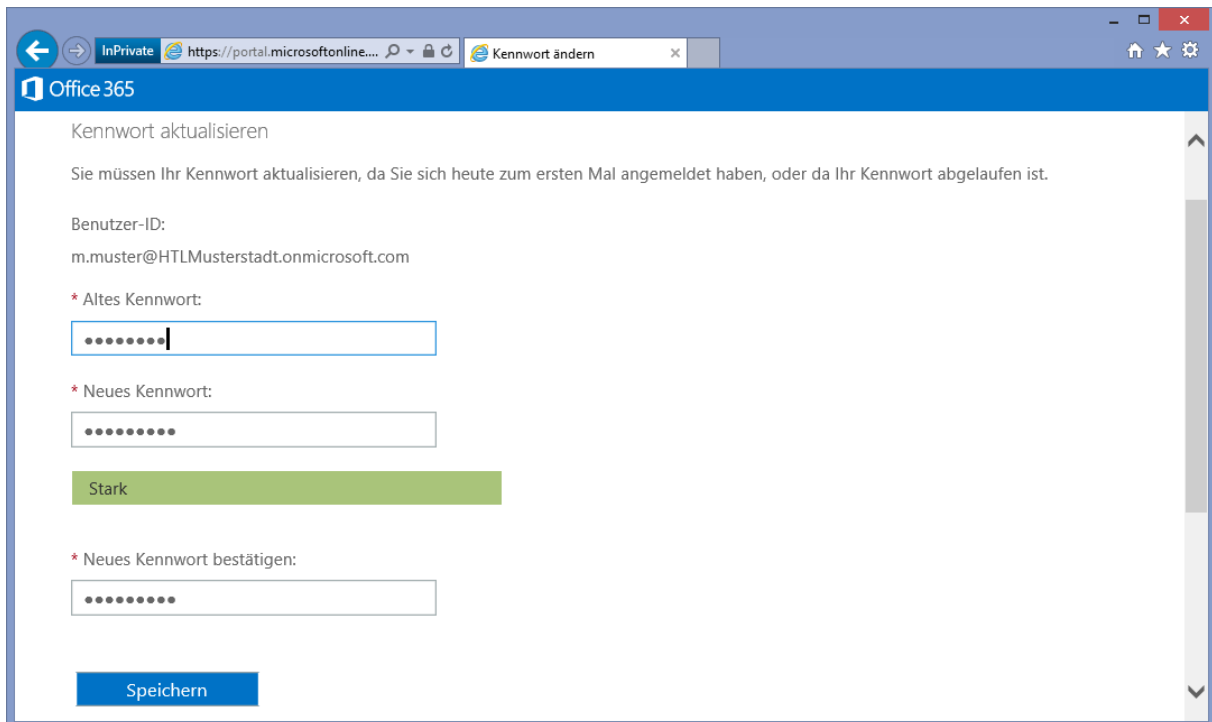 InPrivate https://portal.microsoftonline.... Kennwort ändern
Office 365
Kennwort aktualisieren
Sie müssen Ihr Kennwort aktualisieren, da Sie sich heute zum ersten Mal angemeldet haben, oder da Ihr Kennwort abgelaufen ist.
Benutzer-ID:
m.muster@HTLMusterstadt.onmicrosoft.com
* Altes Kennwort:
●●●●●●●●
* Neues Kennwort:
●●●●●●●●●
Stark
* Neues Kennwort bestätigen:
●●●●●●●●●
Speichern